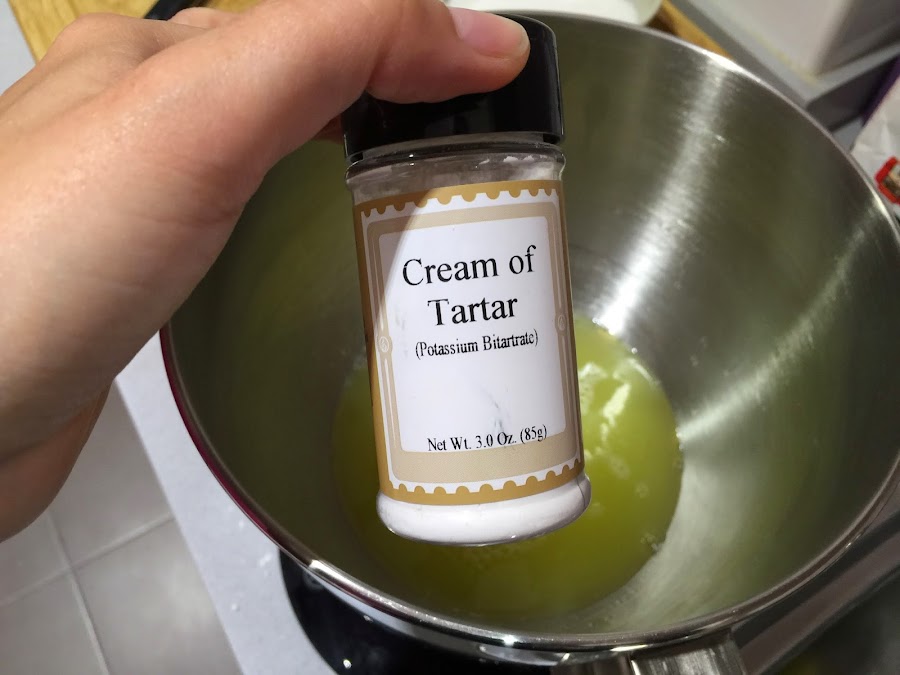 Cream of
Tartar
(Potassium Bitartrate)
Net Wt. 3.0 Oz. (85g)